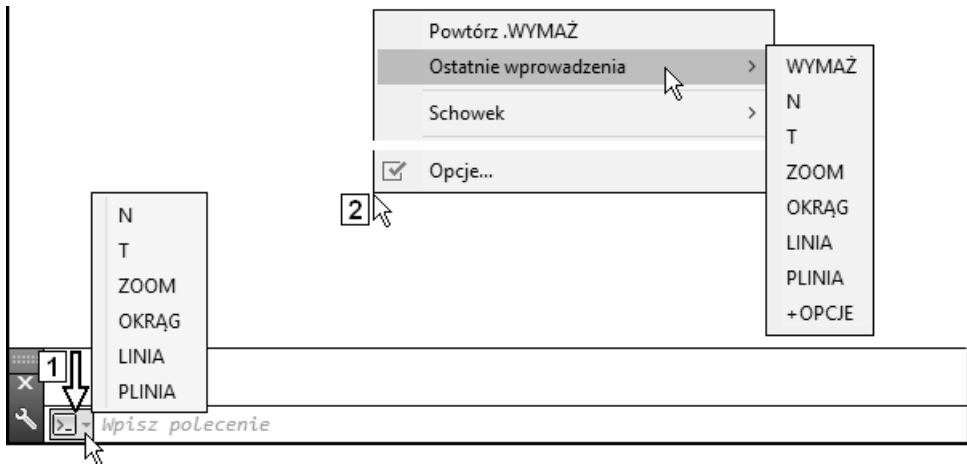 Powtórz .WYMAŻ
Ostatnie wprowadzenia >
Schowek >
Opcje...
2
WYMAŻ
N
T
ZOOM
OKRĄG
LINIA
PLINIA
+OPCJE
N
T
ZOOM
OKRĄG
LINIA
PLINIA
1
Wpisz polecenie